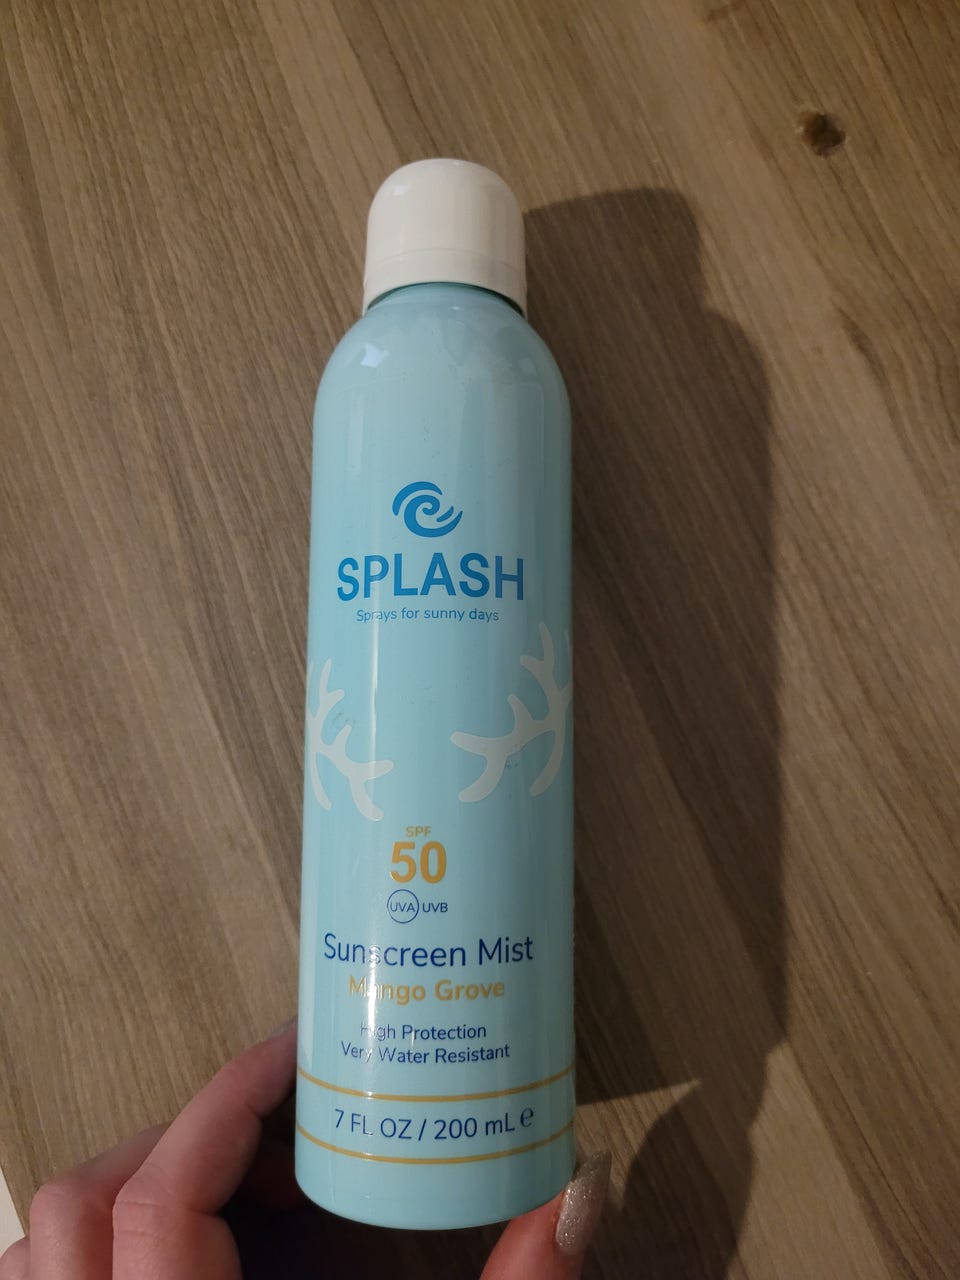 SPLASH
Sprays for sunny days
SPF
50
UVA UVB
Sunscreen Mist
Mango Grove
High Protection
Very Water Resistant
7 FL OZ / 200 mL ℮